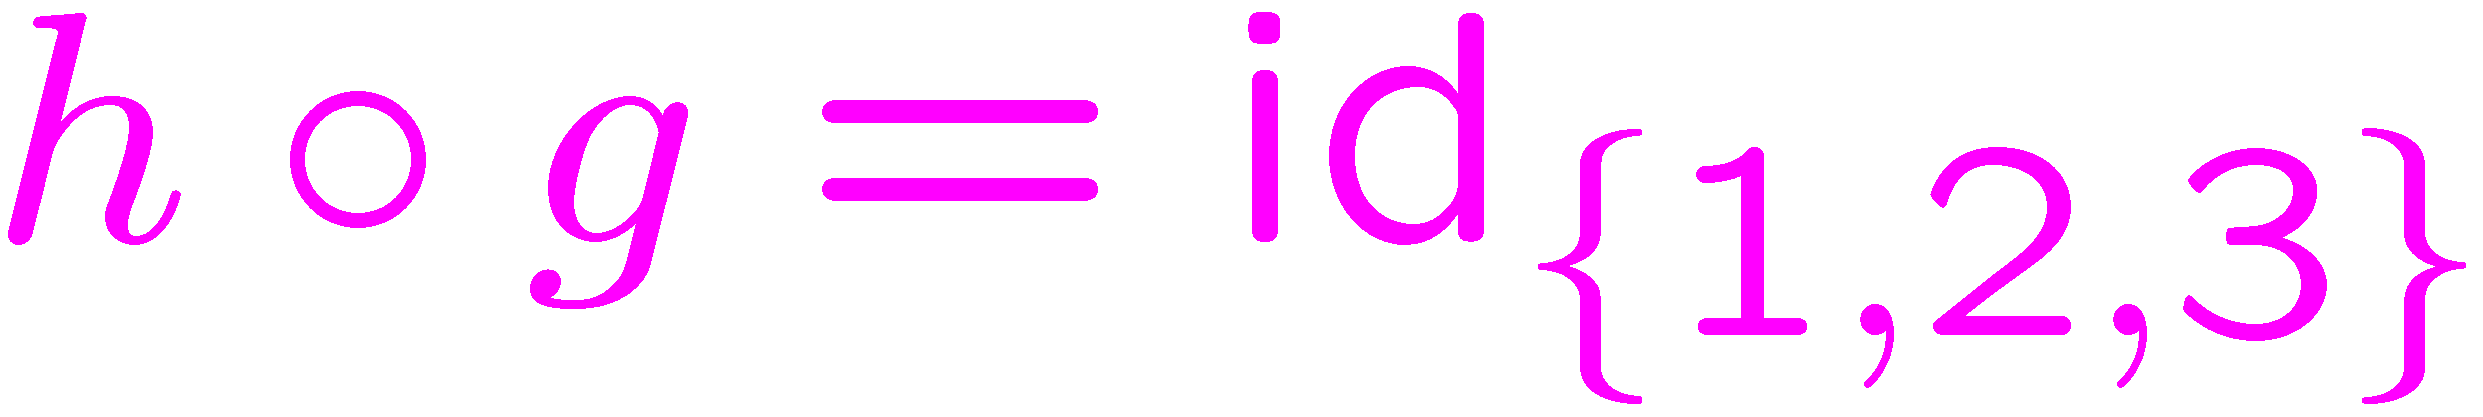 h ∘ g = id_{1,2,3}